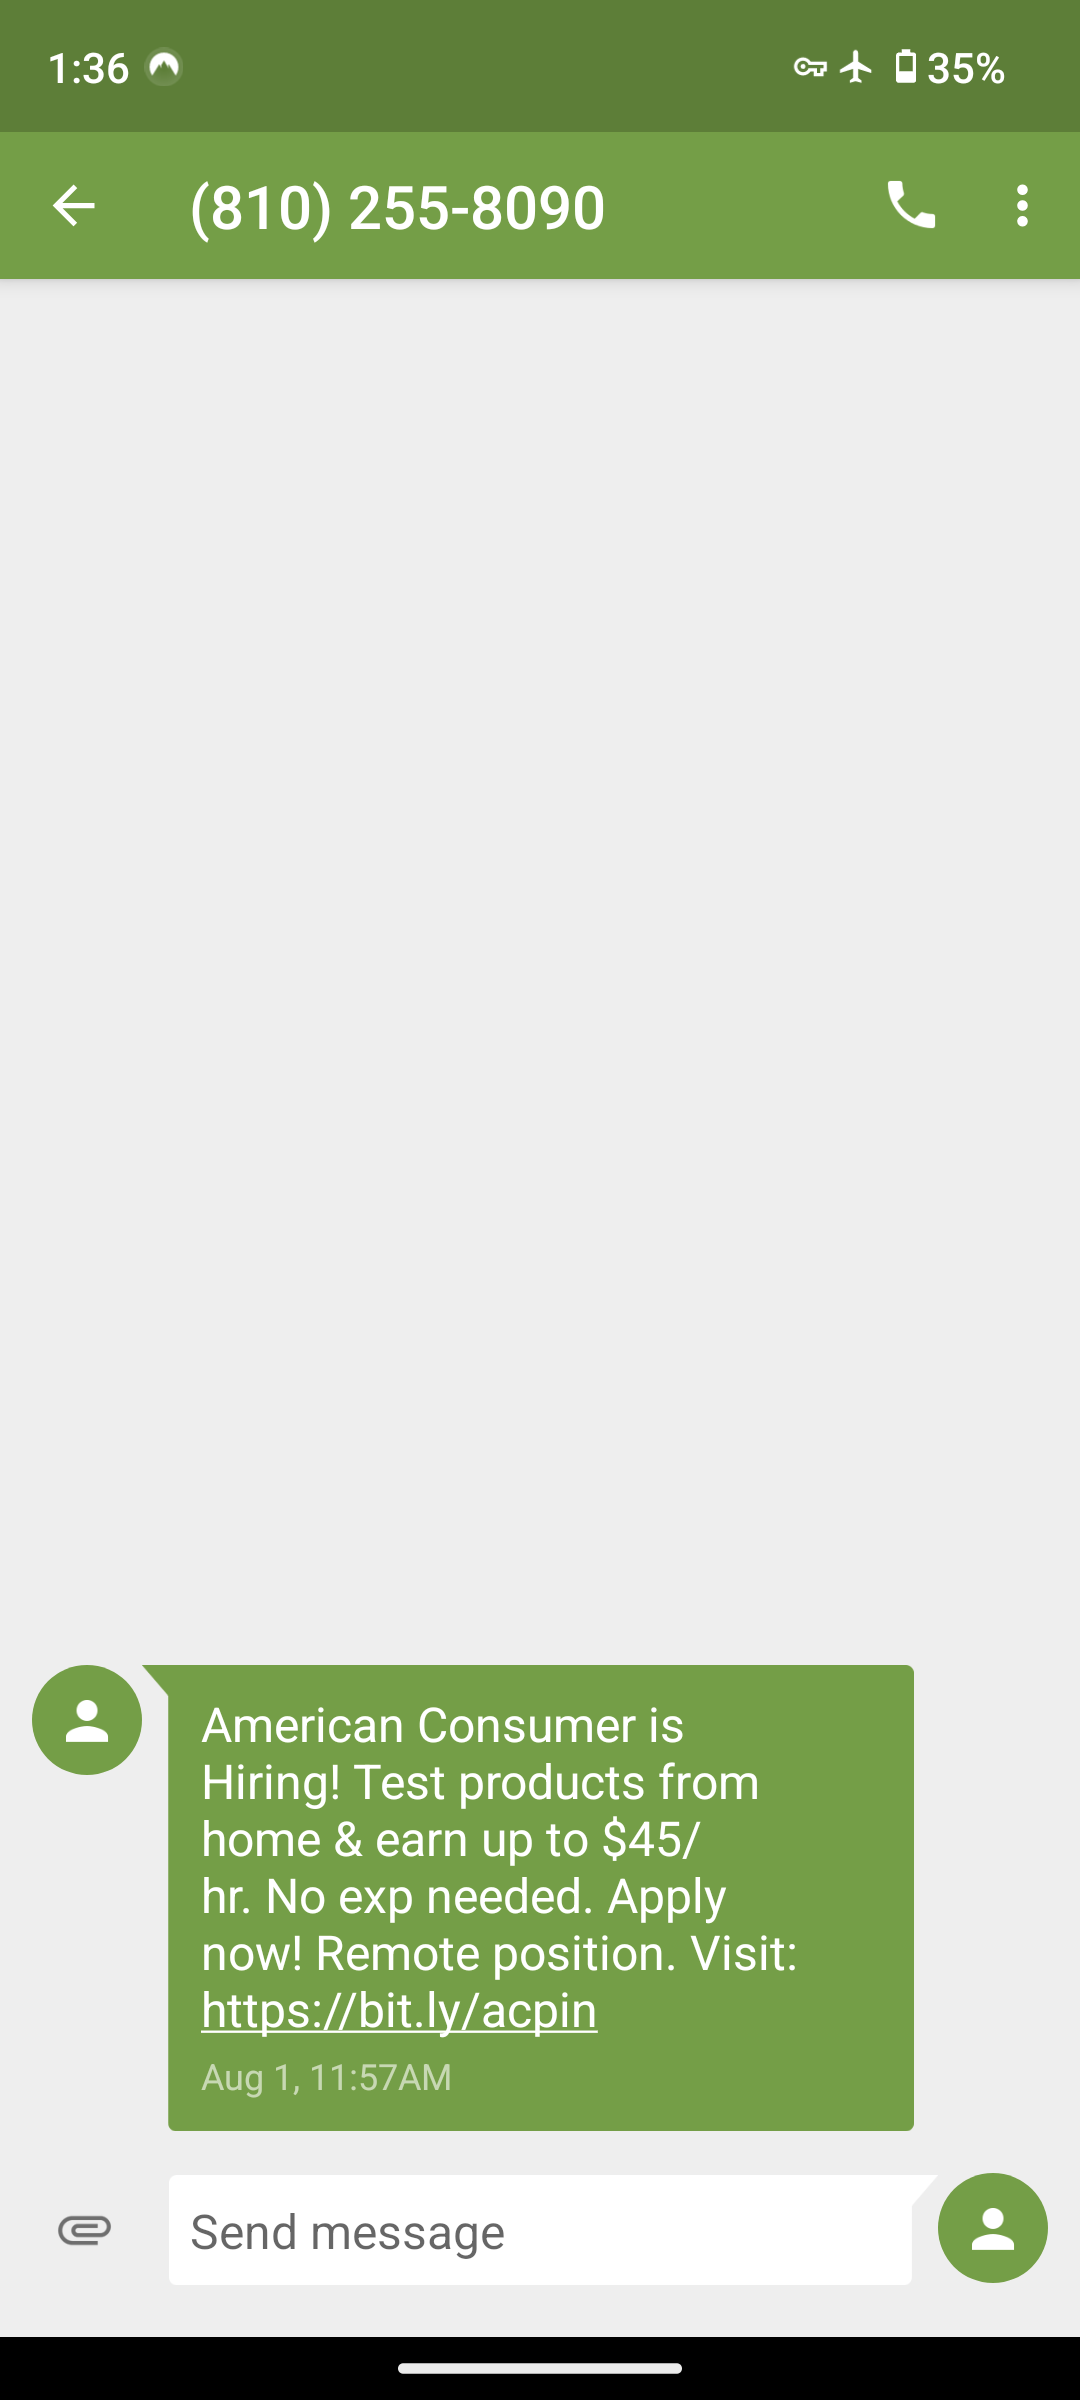 1:36
35%
(810) 255-8090
American Consumer is
Hiring! Test products from
home & earn up to $45/
hr. No exp needed. Apply
now! Remote position. Visit:
https://bit.ly/acpin
Aug 1, 11:57AM
Send message